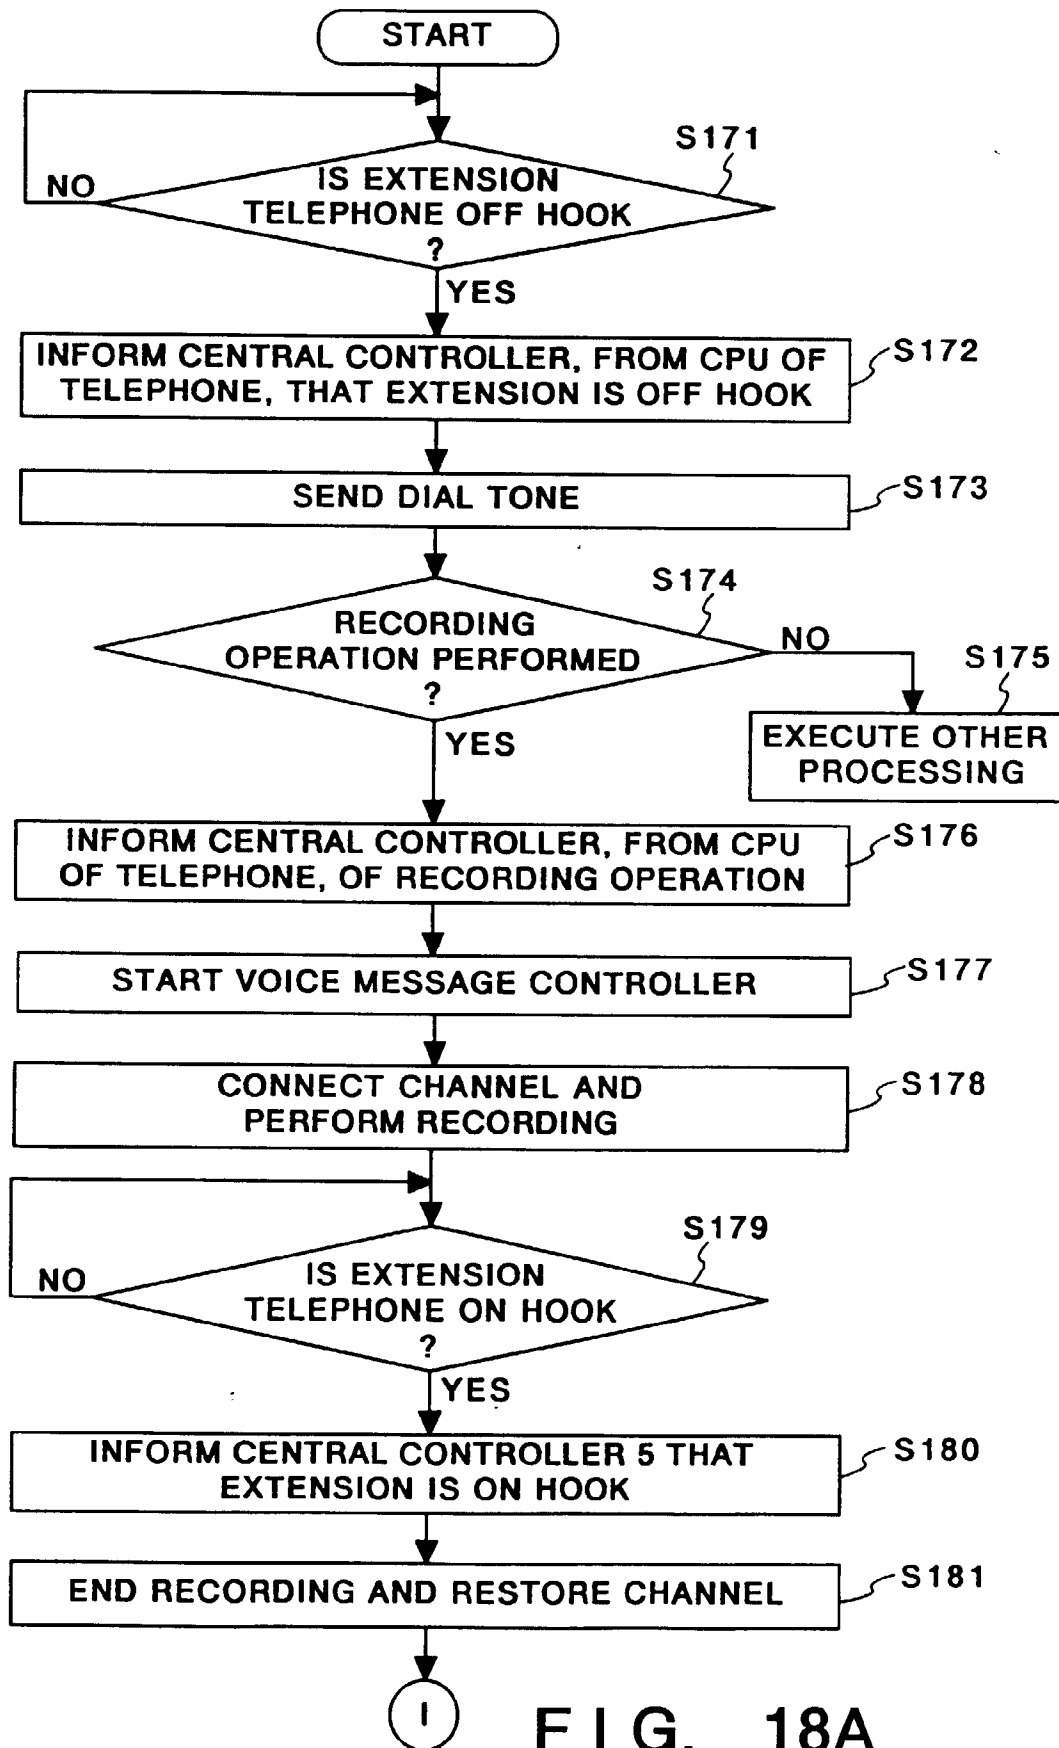 START
S171
IS EXTENSION
TELEPHONE OFF HOOK
?
NO
YES
INFORM CENTRAL CONTROLLER, FROM CPU OF
TELEPHONE, THAT EXTENSION IS OFF HOOK
S172
SEND DIAL TONE
S173
S174
RECORDING
OPERATION PERFORMED
?
NO
S175
YES
EXECUTE OTHER
PROCESSING
INFORM CENTRAL CONTROLLER, FROM CPU
OF TELEPHONE, OF RECORDING OPERATION
S176
START VOICE MESSAGE CONTROLLER
S177
CONNECT CHANNEL AND
PERFORM RECORDING
S178
S179
IS EXTENSION
TELEPHONE ON HOOK
?
NO
YES
INFORM CENTRAL CONTROLLER 5 THAT
EXTENSION IS ON HOOK
S180
END RECORDING AND RESTORE CHANNEL
S181
I
FIG. 18A